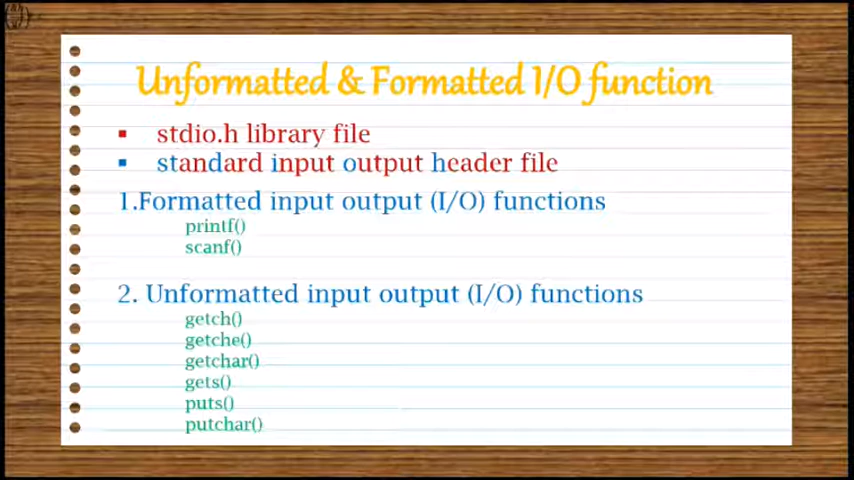 Unformatted & Formatted I/O function
stdio.h library file
standard input output header file
1.Formatted input output (I/O) functions
printf()
scanf()
2. Unformatted input output (I/O) functions
getch()
getche()
getchar()
gets()
puts()
putchar()